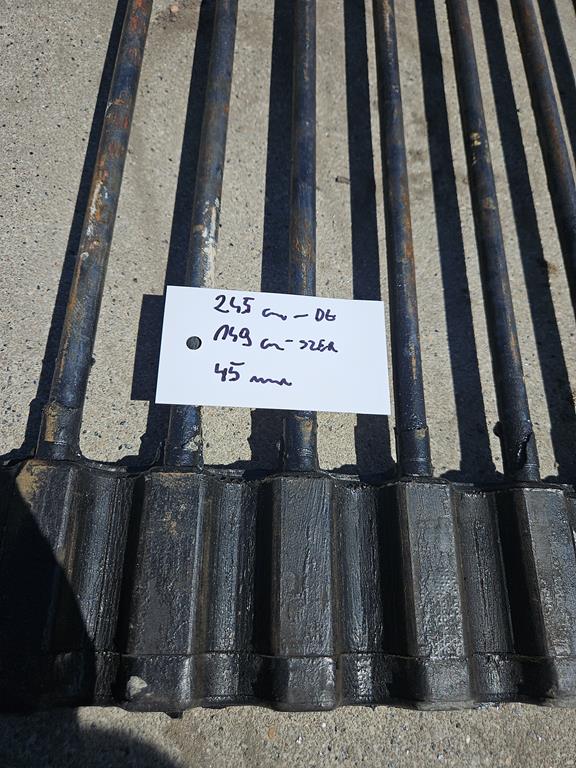 245 cm - DŁ
149 cm - SZER
45 mm